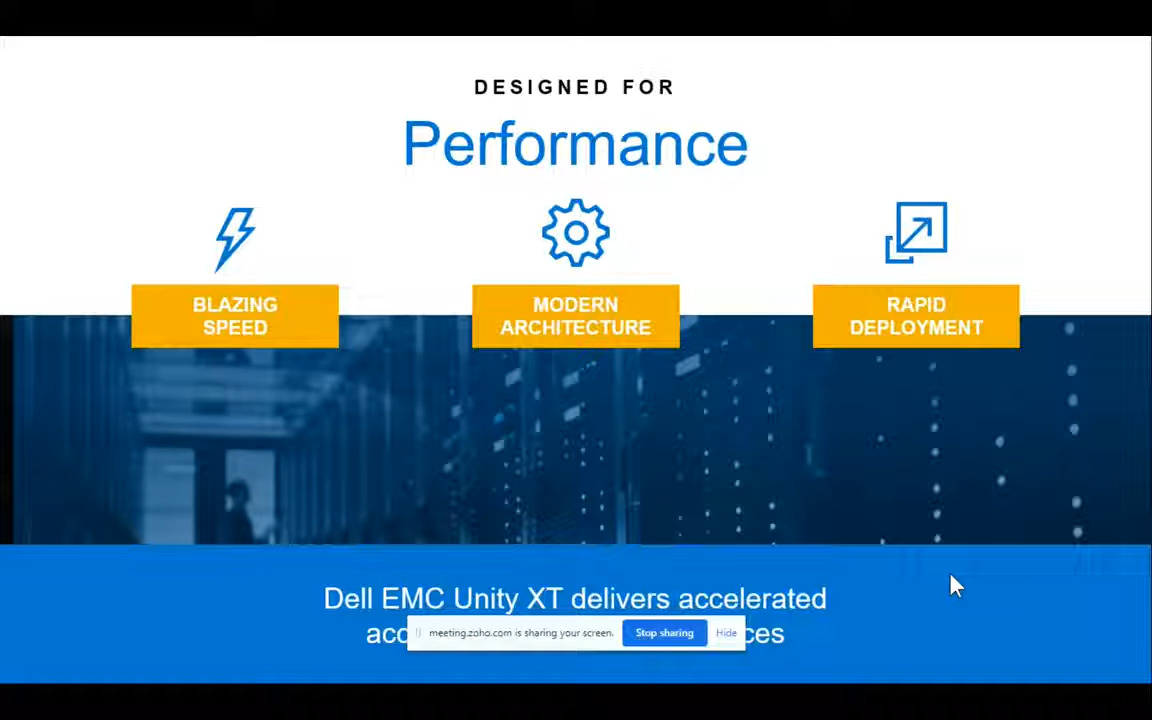 DESIGNED FOR
Performance
BLAZING
SPEED
MODERN
ARCHITECTURE
RAPID
DEPLOYMENT
Dell EMC Unity XT delivers accelerated
meeting.zoho.com is sharing your screen.
Stop sharing
Hide